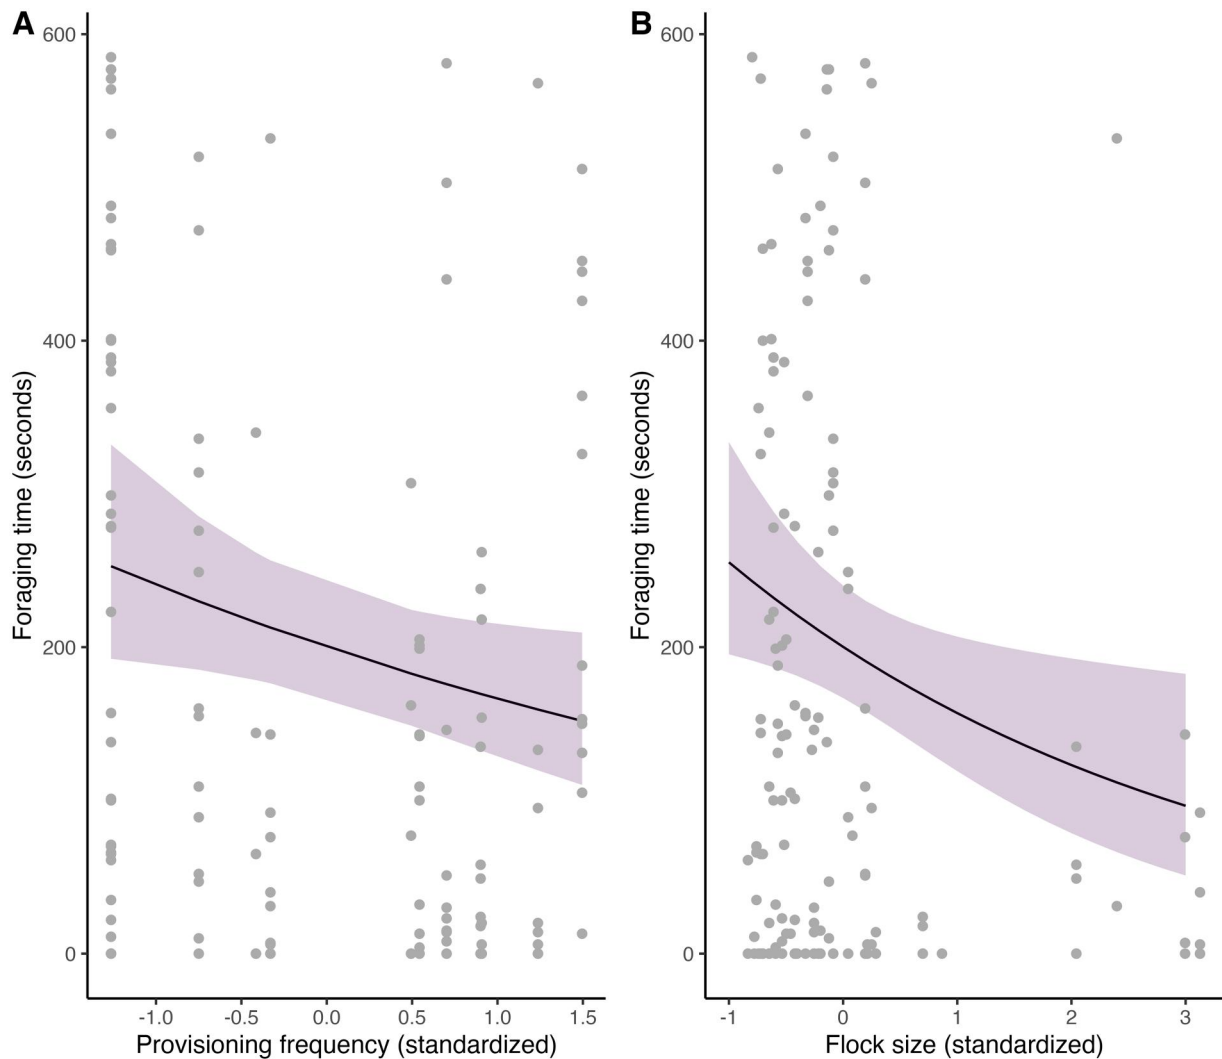 A
600
400
200
0
Foraging time (seconds)
-1.0 -0.5 0.0 0.5 1.0 1.5
Provisioning frequency (standardized)
B
600
400
200
0
Foraging time (seconds)
-1 0 1 2 3
Flock size (standardized)